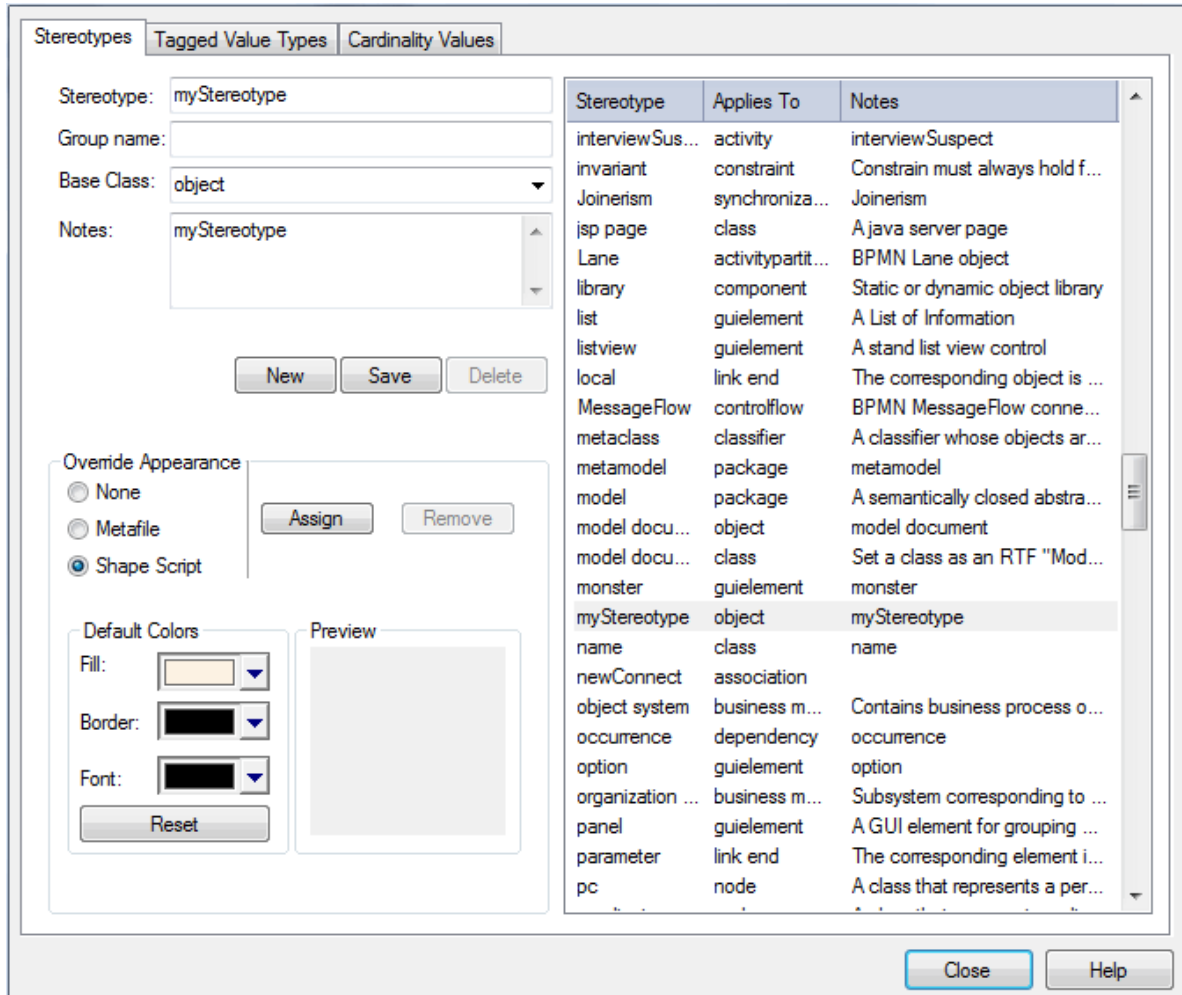 Stereotypes Tagged Value Types Cardinality Values
Stereotype: myStereotype
Group name:
Base Class: object
Notes: myStereotype
New Save Delete
Override Appearance
None
Metafile
Shape Script
Assign Remove
Default Colors
Fill:
Border:
Font:
Reset
Preview
Stereotype Applies To Notes
interviewSus... activity interviewSuspect
invariant constraint Constrain must always hold f...
Joinerism synchroniza... Joinerism
jsp page class A java server page
Lane activitypartit... BPMN Lane object
library component Static or dynamic object library
list guielement A List of Information
listview guielement A stand list view control
local link end The corresponding object is ...
MessageFlow controlflow BPMN MessageFlow conne...
metaclass classifier A classifier whose objects ar...
metamodel package metamodel
model package A semantically closed abstra...
model docu... object model document
model docu... class Set a class as an RTF "Mod...
monster guielement monster
myStereotype object myStereotype
name class name
newConnect association
object system business m... Contains business process o...
occurrence dependency occurrence
option guielement option
organization ... business m... Subsystem corresponding to ...
panel guielement A GUI element for grouping ...
parameter link end The corresponding element i...
pc node A class that represents a per...
Close Help